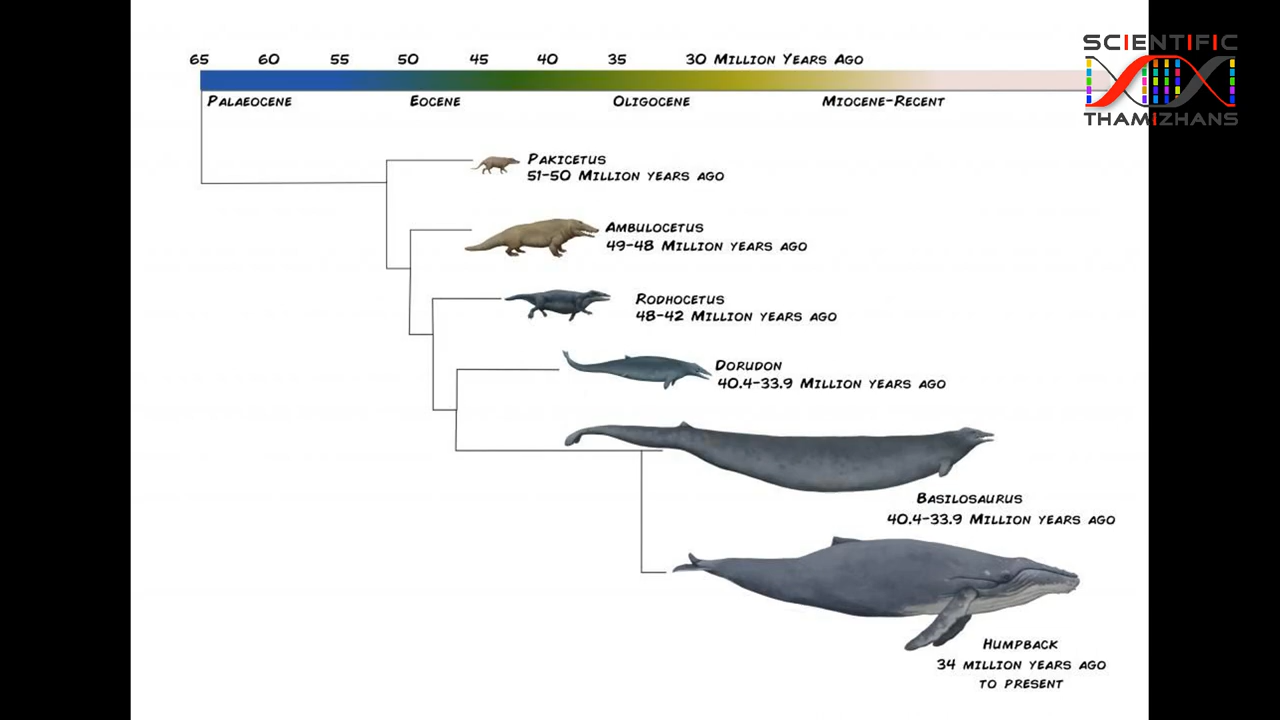 SCIENTIFIC
THAMIZHANS
65 60 55 50 45 40 35 30 MILLION YEARS AGO
PALAEOCENE EOCENE OLIGOCENE MIOCENE-RECENT
PAKICETUS
51-50 MILLION YEARS AGO
AMBULOCETUS
49-48 MILLION YEARS AGO
RODHOCETUS
48-42 MILLION YEARS AGO
DORUDON
40.4-33.9 MILLION YEARS AGO
BASILOSAURUS
40.4-33.9 MILLION YEARS AGO
HUMPBACK
34 MILLION YEARS AGO
TO PRESENT